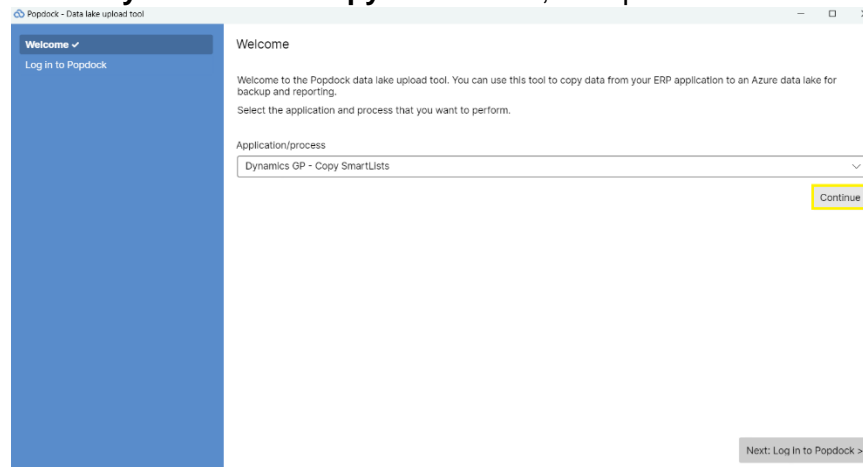 Popdock - Data lake upload tool
Welcome ✓
Log in to Popdock
Welcome
Welcome to the Popdock data lake upload tool. You can use this tool to copy data from your ERP application to an Azure data lake for
backup and reporting.
Select the application and process that you want to perform.
Application/process
Dynamics GP - Copy SmartLists
Continue
Next: Log in to Popdock >